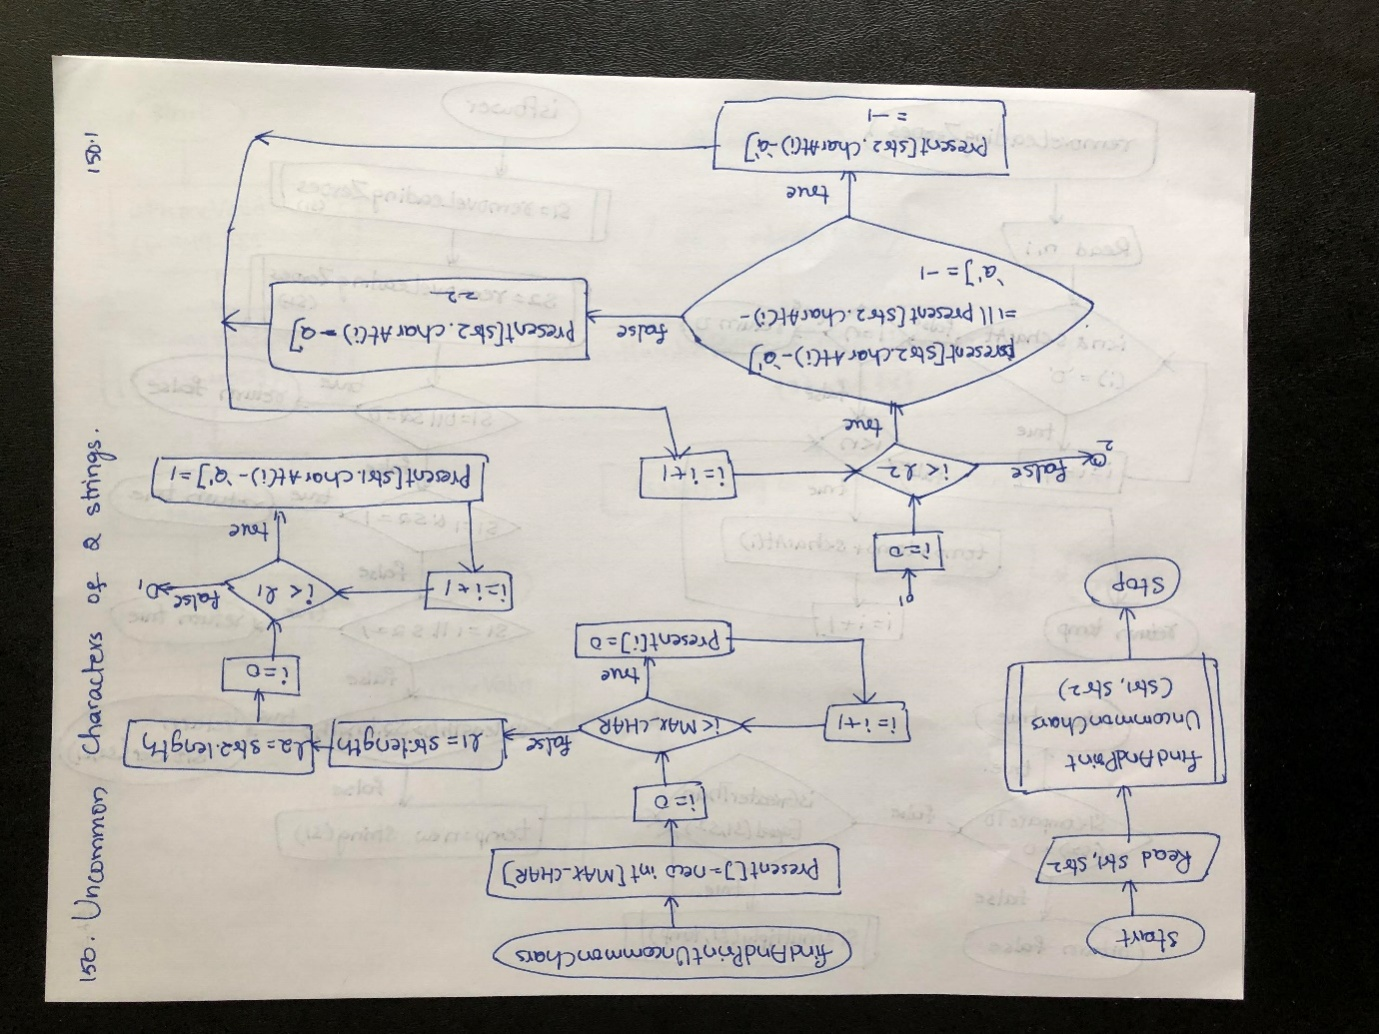 150. Uncommon Characters of 2 strings.
150.1
Start
Read str1, str2
findAndPrint
UncommonChars
(str1, str2)
Stop
findAndPrintUncommonChars
Present[]=new int[MAX_CHAR]
i=0
i<MAX_CHAR
true
Present[i]=0
i=i+1
false
l1=str.length
l2=str2.length
i=0
i<l1
true
Present[str1.charAt(i)-'a']=1
i=i+1
false
i=0
i<l2
true
false
2
present[str2.charAt(i)-'a']
=1|| present[str2.charAt(i)-
'a']=-1
false
Present[str2.charAt(i)-'a']
=2
true
Present[str2.charAt(i)-'a']
=-1
i=i+1